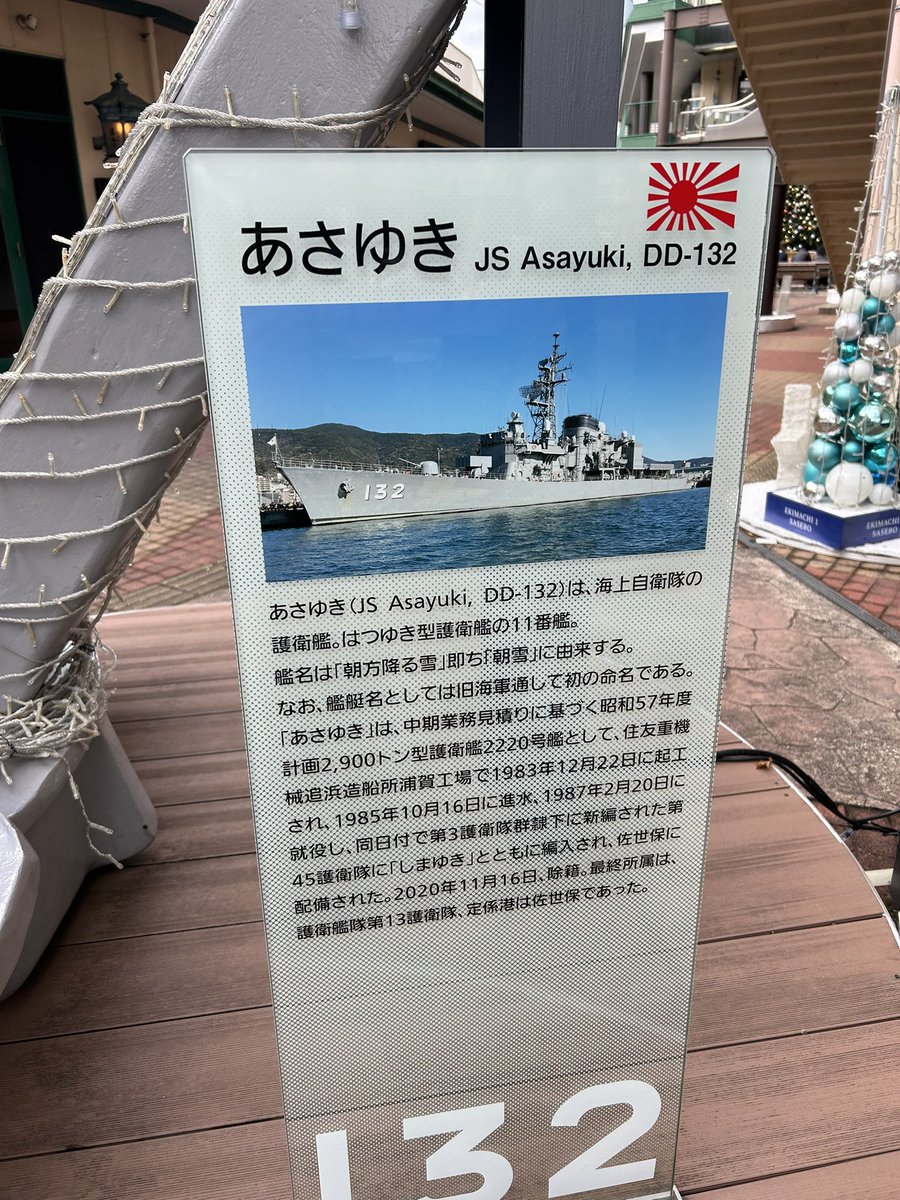 あさゆき JS Asayuki, DD-132
132
あさゆき(JS Asayuki, DD-132)は、海上自衛隊の
護衛艦。はつゆき型護衛艦の11番艦。
艦名は「朝方降る雪」即ち「朝雪」に由来する。
なお、艦艇名としては旧海軍通して初の命名である。
「あさゆき」は、中期業務見積りに基づく昭和57年度
計画2,900トン型護衛艦2220号艦として、住友重機
械追浜造船所浦賀工場で1983年12月22日に起工
され、1985年10月16日に進水、1987年2月20日に
就役し、同日付で第3護衛隊群隷下に新編された第
45護衛隊に「しまゆき」とともに編入され、佐世保に
配備された。2020年11月16日、除籍。最終所属は、
護衛艦隊第13護衛隊、定係港は佐世保であった。
132
EKIMACHI 1
SASEBO
EKIMACHI
SASEBO